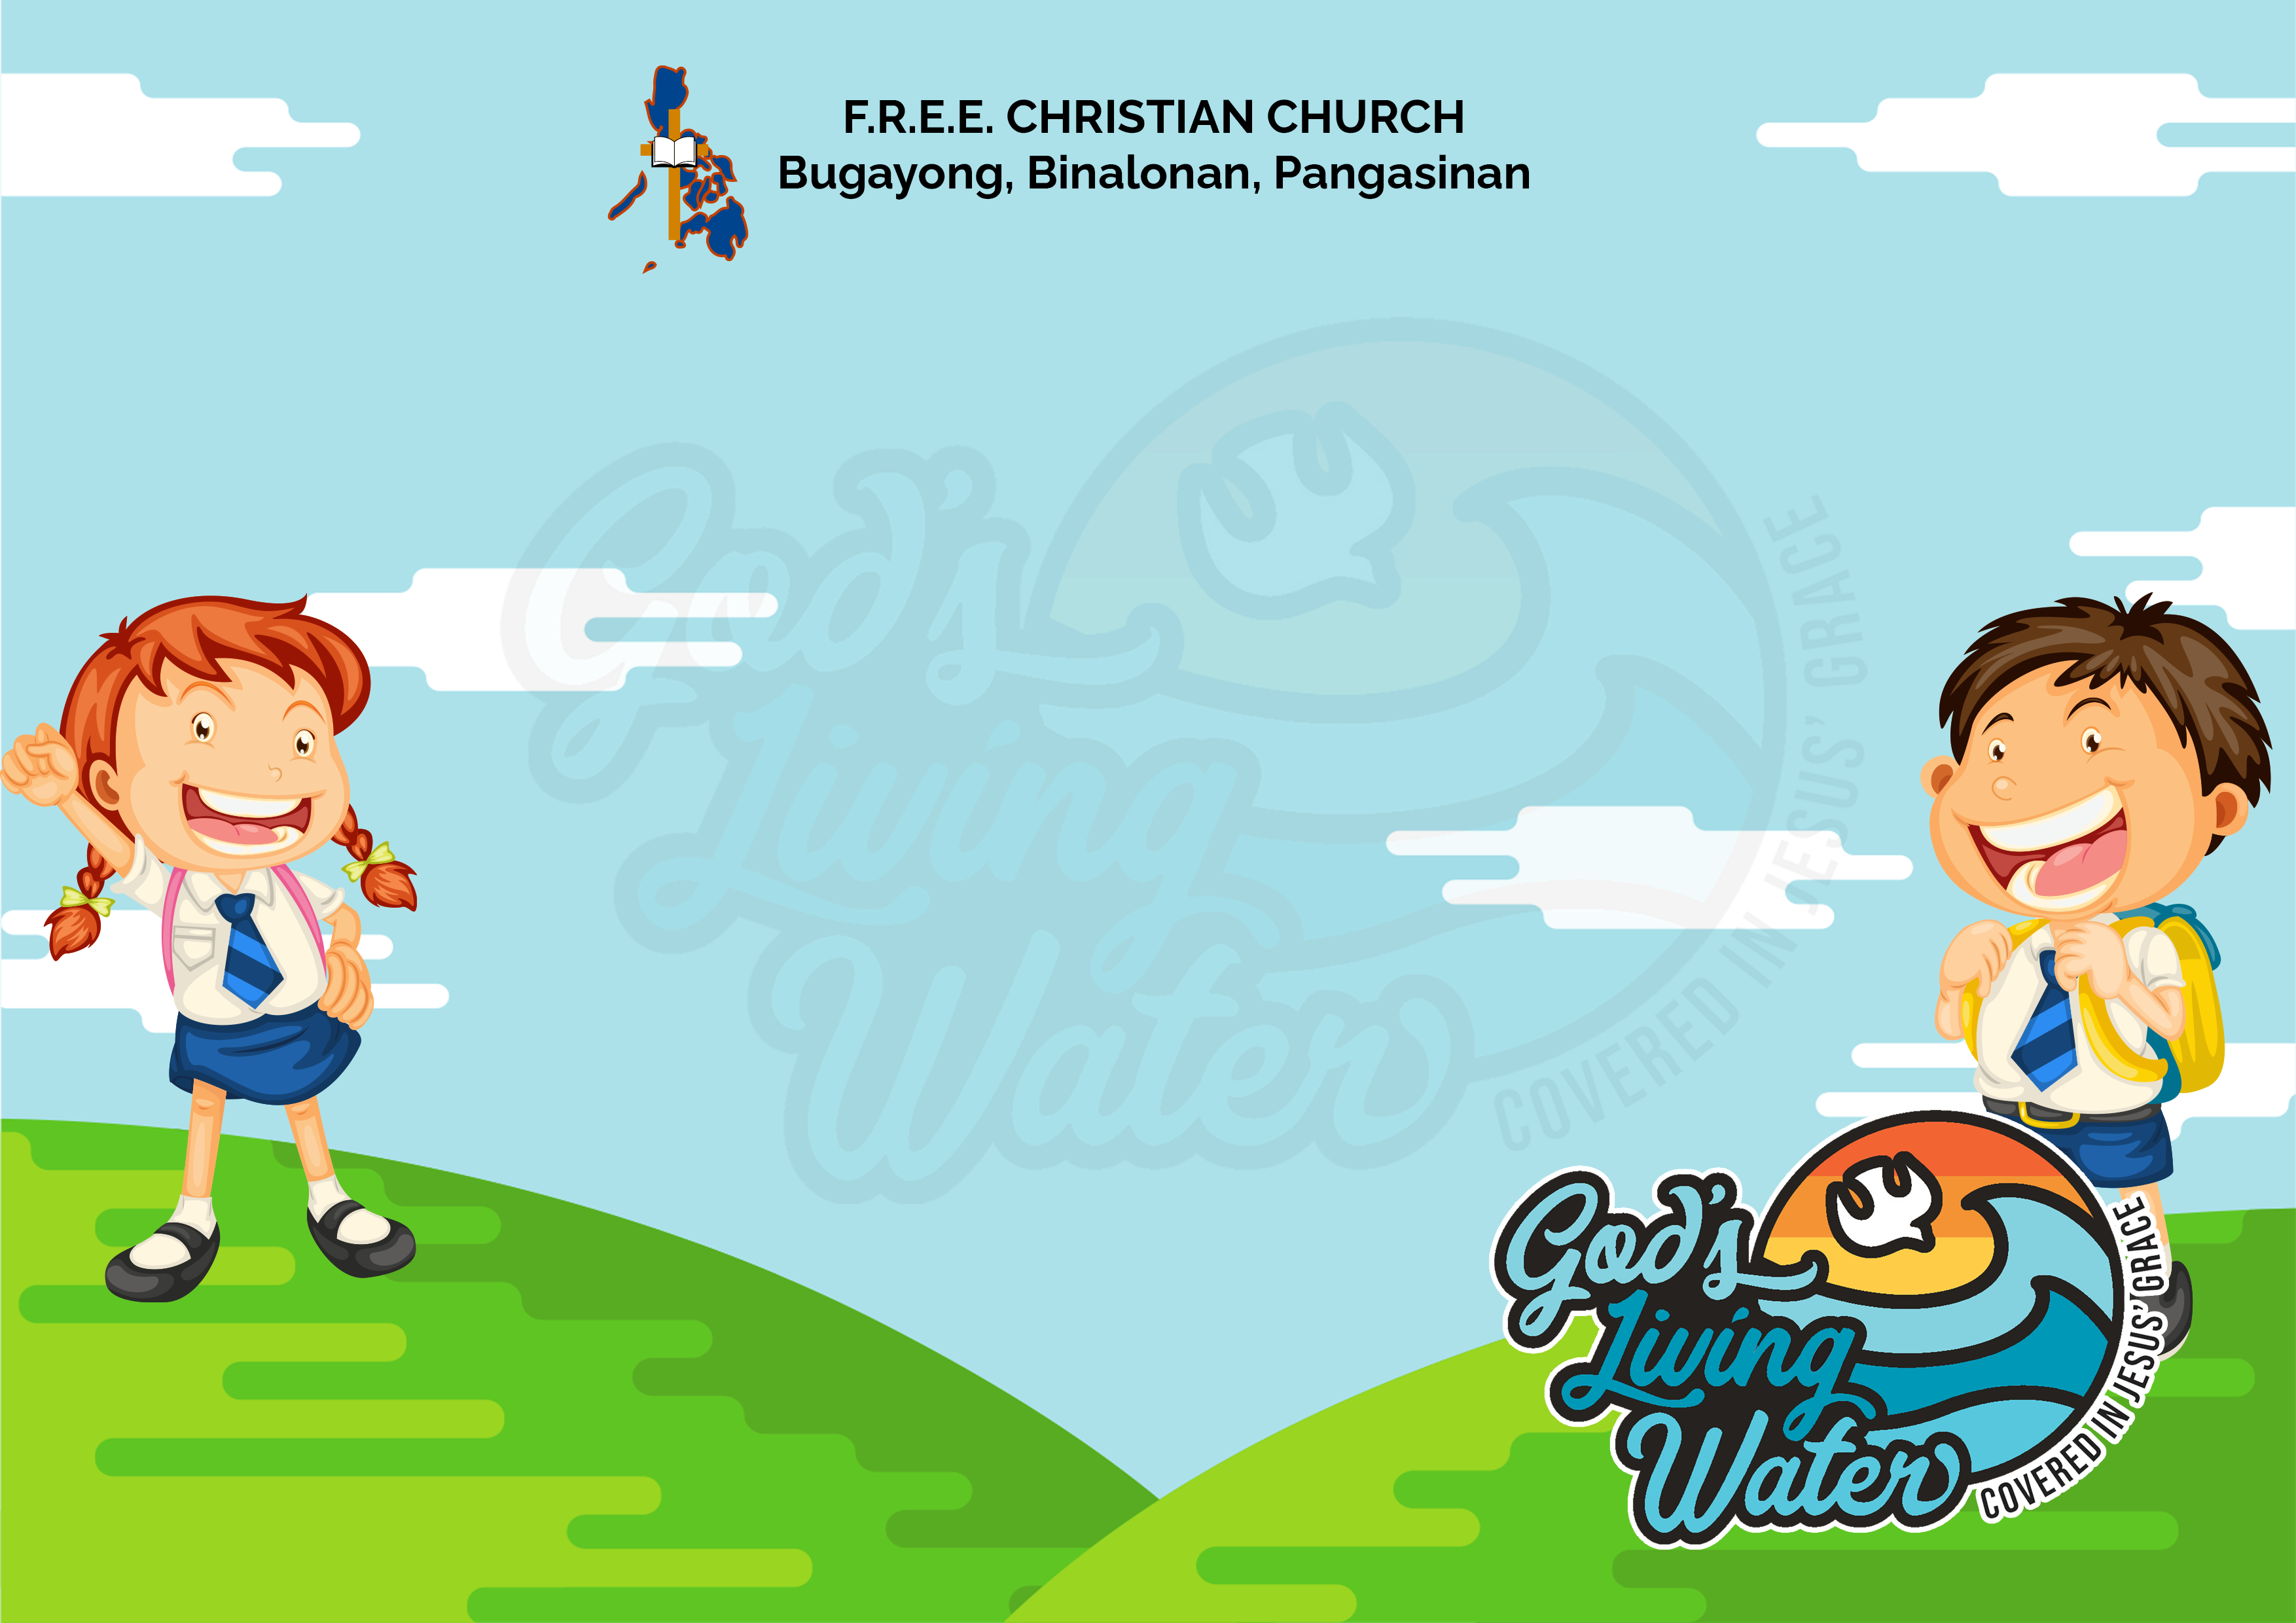 F.R.E.E. CHRISTIAN CHURCH
Bugayong, Binalonan, Pangasinan
God's
Living
Water
COVERED IN JESUS' GRACE
God's
Living
Water
COVERED IN JESUS' GRACE